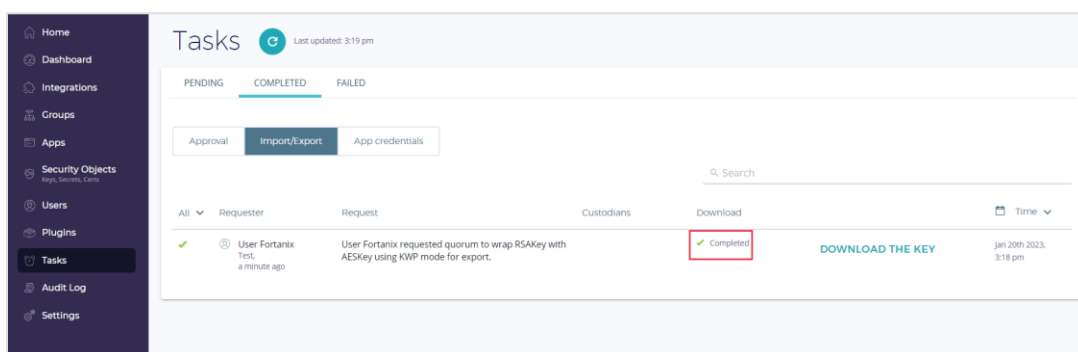 Home
Dashboard
Integrations
Groups
Apps
Security Objects
Keys, Secrets, Certs
Users
Plugins
Tasks
Audit Log
Settings
Tasks
Last updated: 3:19 pm
PENDING COMPLETED FAILED
Approval Import/Export App credentials
Search
All Requester Request Custodians Download Time
User Fortanix
Test,
a minute ago
User Fortanix requested quorum to wrap RSAKey with
AESKey using KWP mode for export.
Completed
DOWNLOAD THE KEY
Jan 20th 2023,
3:18 pm